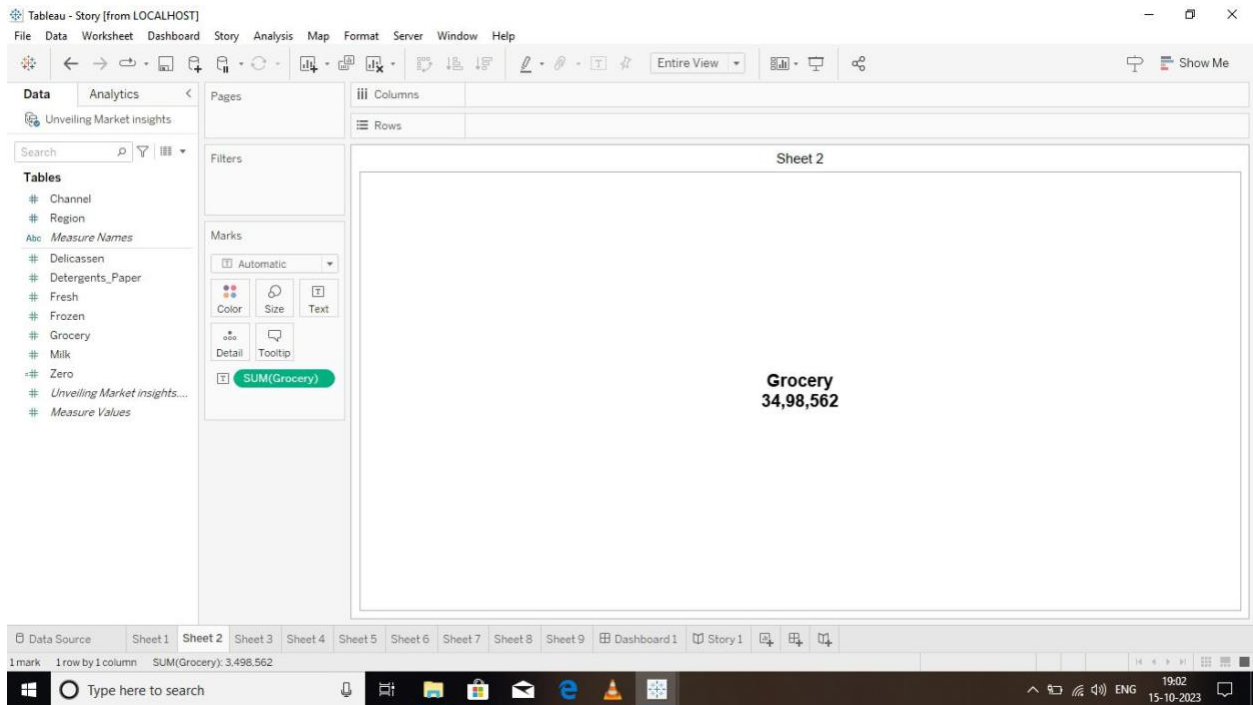 Tableau - Story [from LOCALHOST]
File Data Worksheet Dashboard Story Analysis Map Format Server Window Help
Entire View
Show Me
Data Analytics
Unveiling Market insights
Search
Tables
Channel
Region
Abc Measure Names
Delicassen
Detergents_Paper
Fresh
Frozen
Grocery
Milk
Zero
Unveiling Market insights....
Measure Values
Pages
Filters
Marks
Automatic
Color Size Text
Detail Tooltip
SUM(Grocery)
Columns
Rows
Sheet 2
Grocery
34,98,562
Data Source Sheet 1 Sheet 2 Sheet 3 Sheet 4 Sheet 5 Sheet 6 Sheet 7 Sheet 8 Sheet 9 Dashboard 1 Story 1
1 mark 1 row by 1 column SUM(Grocery): 3,498,562
Type here to search
ENG
19:02
15-10-2023